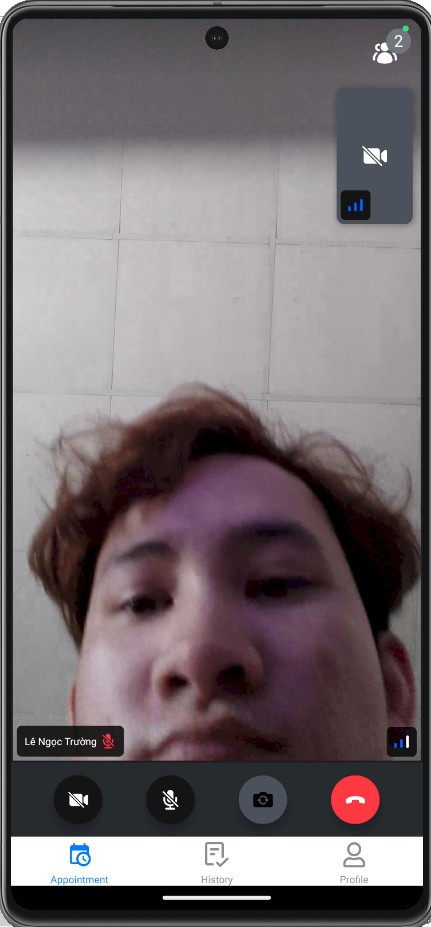 2
Lê Ngọc Trường
Appointment
History
Profile